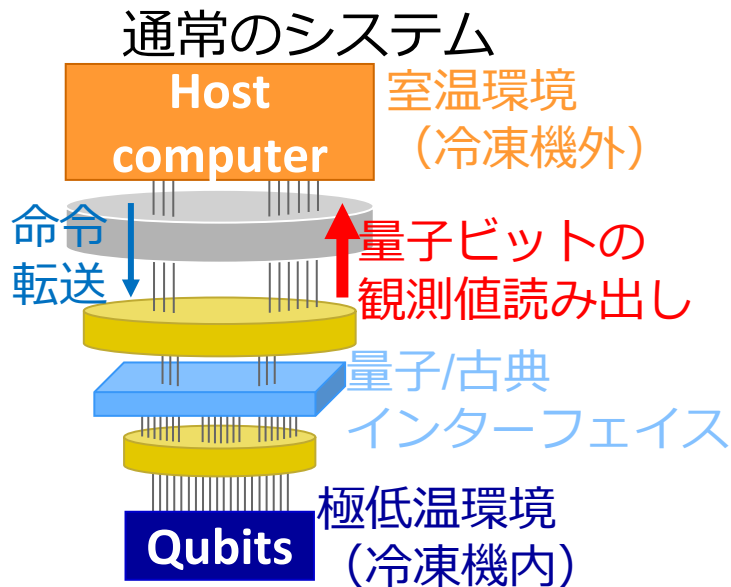 通常のシステム
Host
computer
室温環境
（冷凍機外）
命令
転送
量子ビットの
観測値読み出し
量子/古典
インターフェイス
極低温環境
（冷凍機内）
Qubits